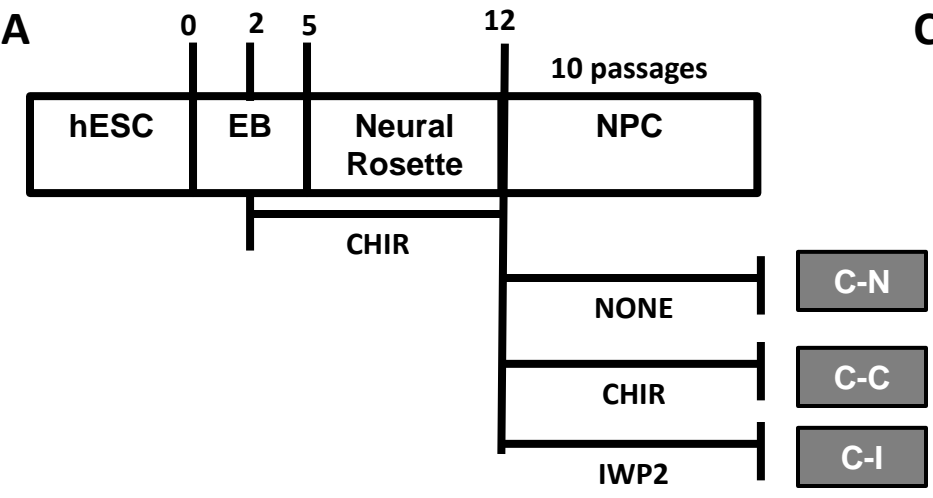 A
C
0 2 5 12
10 passages
hESC EB Neural Rosette NPC
CHIR
NONE C-N
CHIR C-C
IWP2 C-I